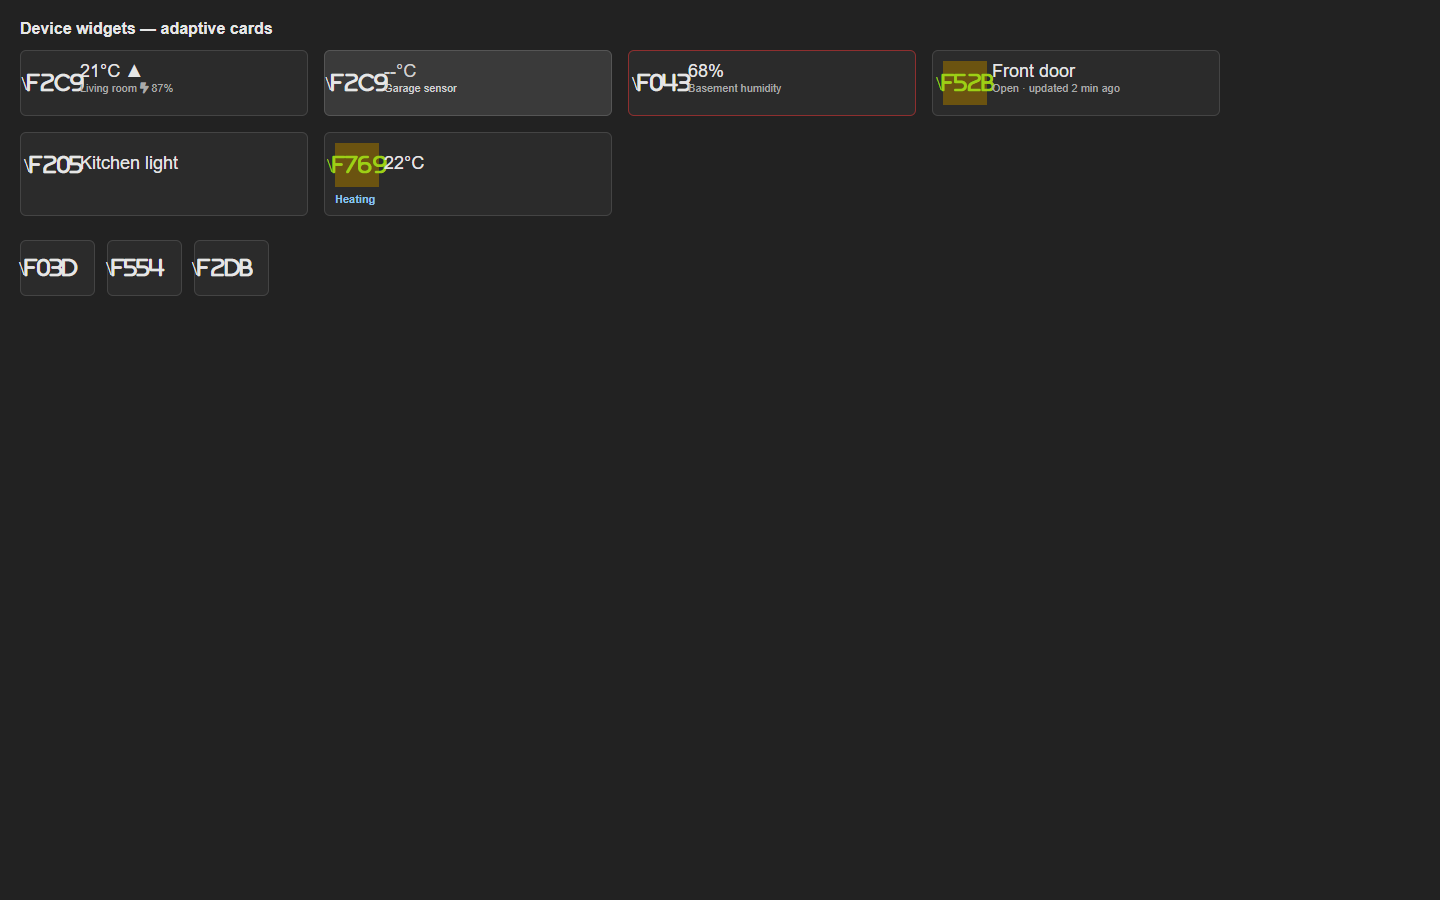 Device widgets — adaptive cards
\F2C9 21°C ▲
Living room 87%
\F2C9 --°C
Garage sensor
\F043 68%
Basement humidity
\F52B Front door
Open · updated 2 min ago
\F205 Kitchen light
\F769 22°C
Heating
\F03D \F554 \F2DB